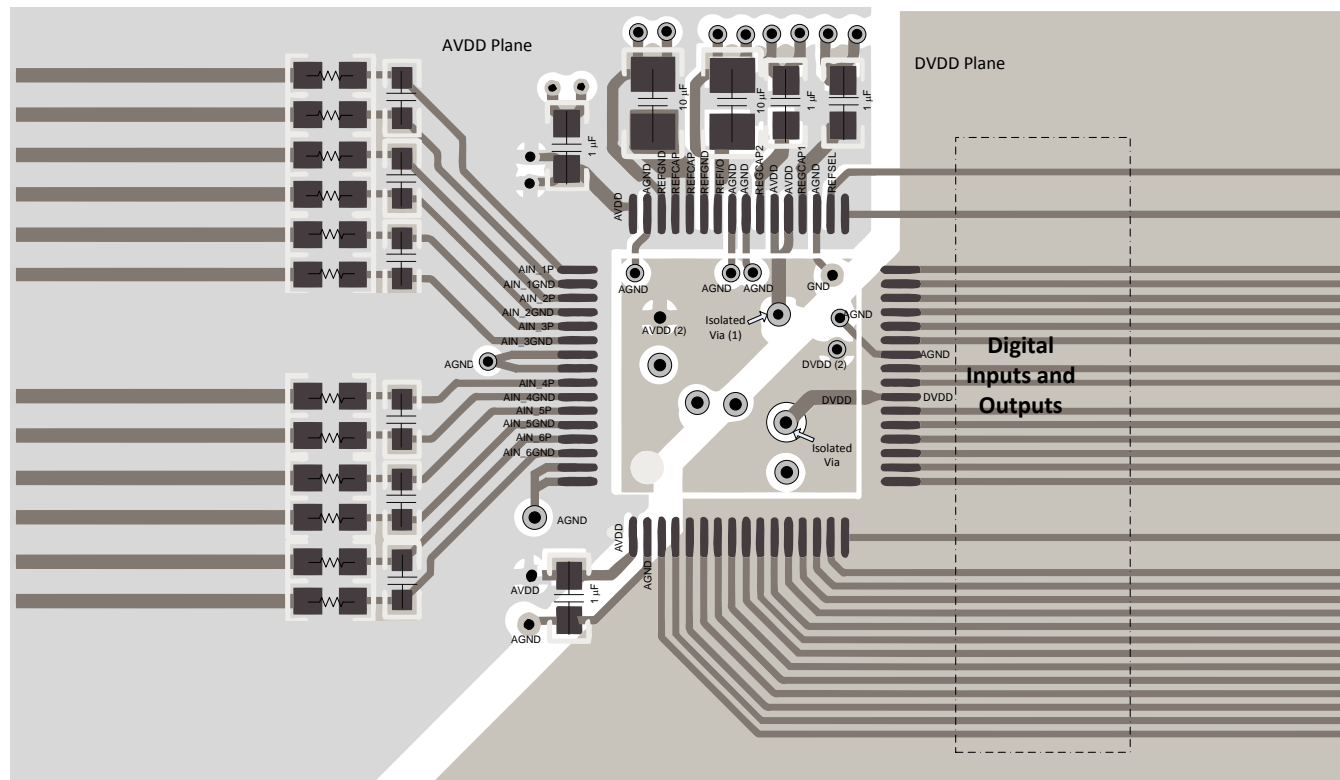 AVDD Plane
DVDD Plane
10 µF
10 µF
1 µF
1 µF
1 µF
AVDD
AGND
REFGND
REFCAP
REFCAP
REFGND
REFI/O
AGND
AGND
REGCAP2
AVDD
AVDD
REGCAP1
AGND
REFSEL
AIN_1P
AIN_1GND
AIN_2P
AIN_2GND
AIN_3P
AIN_3GND
AGND
AIN_4P
AIN_4GND
AIN_5P
AIN_5GND
AIN_6P
AIN_6GND
AGND
AGND
AGND
AGND
GND
AVDD (2)
Isolated
Via (1)
AGND
DVDD (2)
DVDD
Isolated
Via
AGND
DVDD
Digital
Inputs and
Outputs
AVDD
AGND
AVDD
AGND
1 µF